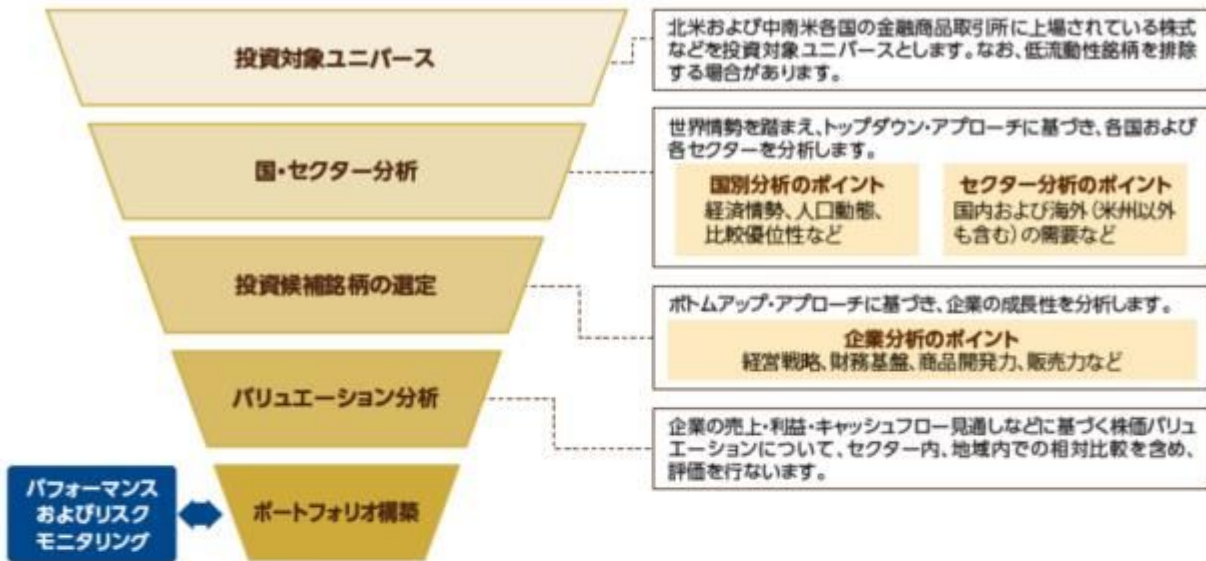 投資対象ユニバース
北米および中南米各国の金融商品取引所に上場されている株式
などを投資対象ユニバースとします。なお、低流動性銘柄を排除
する場合があります。
国・セクター分析
世界情勢を踏まえ、トップダウン・アプローチに基づき、各国および
各セクターを分析します。
国別分析のポイント
経済情勢、人口動態、
比較優位性など
セクター分析のポイント
国内および海外(米州以外
も含む)の需要など
投資候補銘柄の選定
ボトムアップ・アプローチに基づき、企業の成長性を分析します。
企業分析のポイント
経営戦略、財務基盤、商品開発力、販売力など
バリュエーション分析
企業の売上・利益・キャッシュフロー見通しなどに基づく株価バリュ
エーションについて、セクター内、地域内での相対比較を含め、
評価を行ないます。
パフォーマンス
およびリスク
モニタリング
ポートフォリオ構築